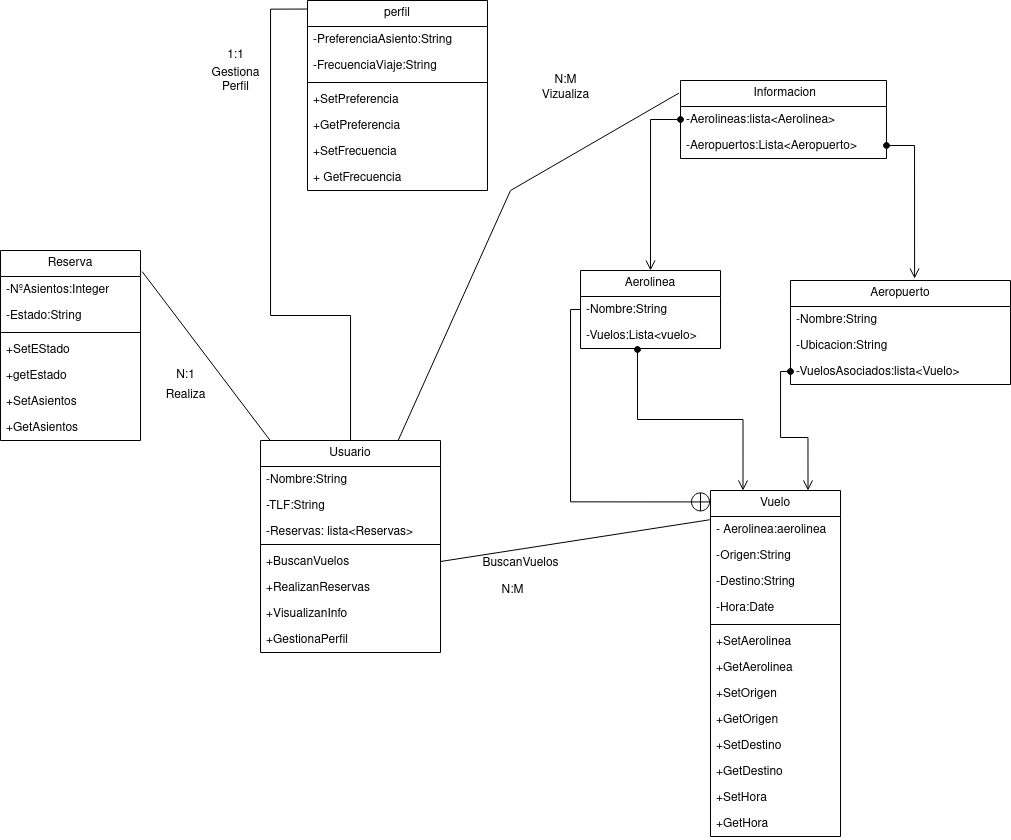 perfil
-PreferenciaAsiento:String
-FrecuenciaViaje:String
+SetPreferencia
+GetPreferencia
+SetFrecuencia
+ GetFrecuencia
1:1
Gestiona
Perfil
N:M
Vizualiza
Informacion
-Aerolineas:lista<Aerolinea>
-Aeropuertos:Lista<Aeropuerto>
Reserva
-NºAsientos:Integer
-Estado:String
+SetEStado
+getEstado
+SetAsientos
+GetAsientos
N:1
Realiza
Aerolinea
-Nombre:String
-Vuelos:Lista<vuelo>
Aeropuerto
-Nombre:String
-Ubicacion:String
-VuelosAsociados:lista<Vuelo>
Usuario
-Nombre:String
-TLF:String
-Reservas: lista<Reservas>
+BuscanVuelos
+RealizanReservas
+VisualizanInfo
+GestionaPerfil
BuscanVuelos
N:M
Vuelo
- Aerolinea:aerolinea
-Origen:String
-Destino:String
-Hora:Date
+SetAerolinea
+GetAerolinea
+SetOrigen
+GetOrigen
+SetDestino
+GetDestino
+SetHora
+GetHora